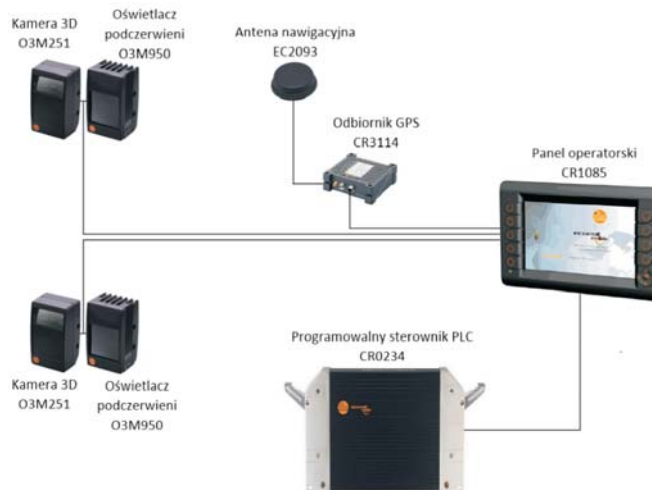 Kamera 3D
O3M251
Oświetlacz
podczerwieni
O3M950
Antena nawigacyjna
EC2093
Odbiornik GPS
CR3114
Panel operatorski
CR1085
Kamera 3D
O3M251
Oświetlacz
podczerwieni
O3M950
Programowalny sterownik PLC
CR0234